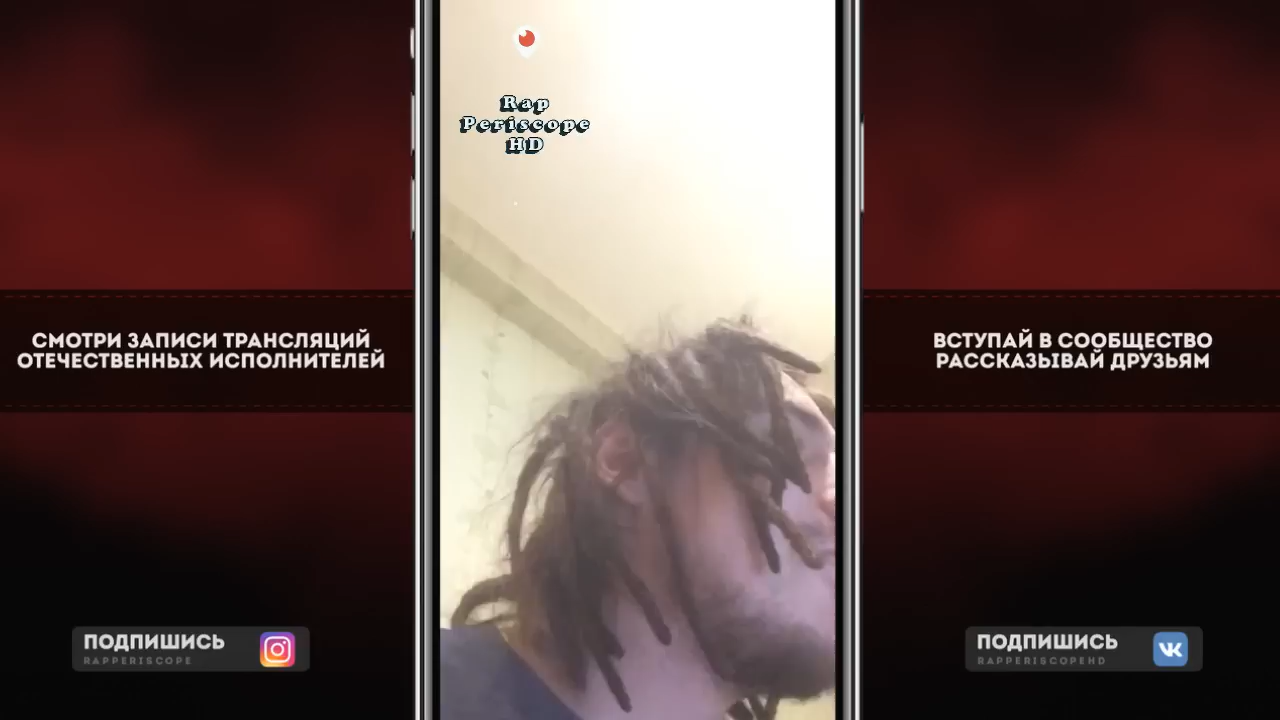 Rap
Periscope
HD
СМОТРИ ЗАПИСИ ТРАНСЛЯЦИЙ
ОТЕЧЕСТВЕННЫХ ИСПОЛНИТЕЛЕЙ
ВСТУПАЙ В СООБЩЕСТВО
РАССКАЗЫВАЙ ДРУЗЬЯМ
ПОДПИШИСЬ
RAPPERISCOPE
ПОДПИШИСЬ
RAPPERISCOPEHD